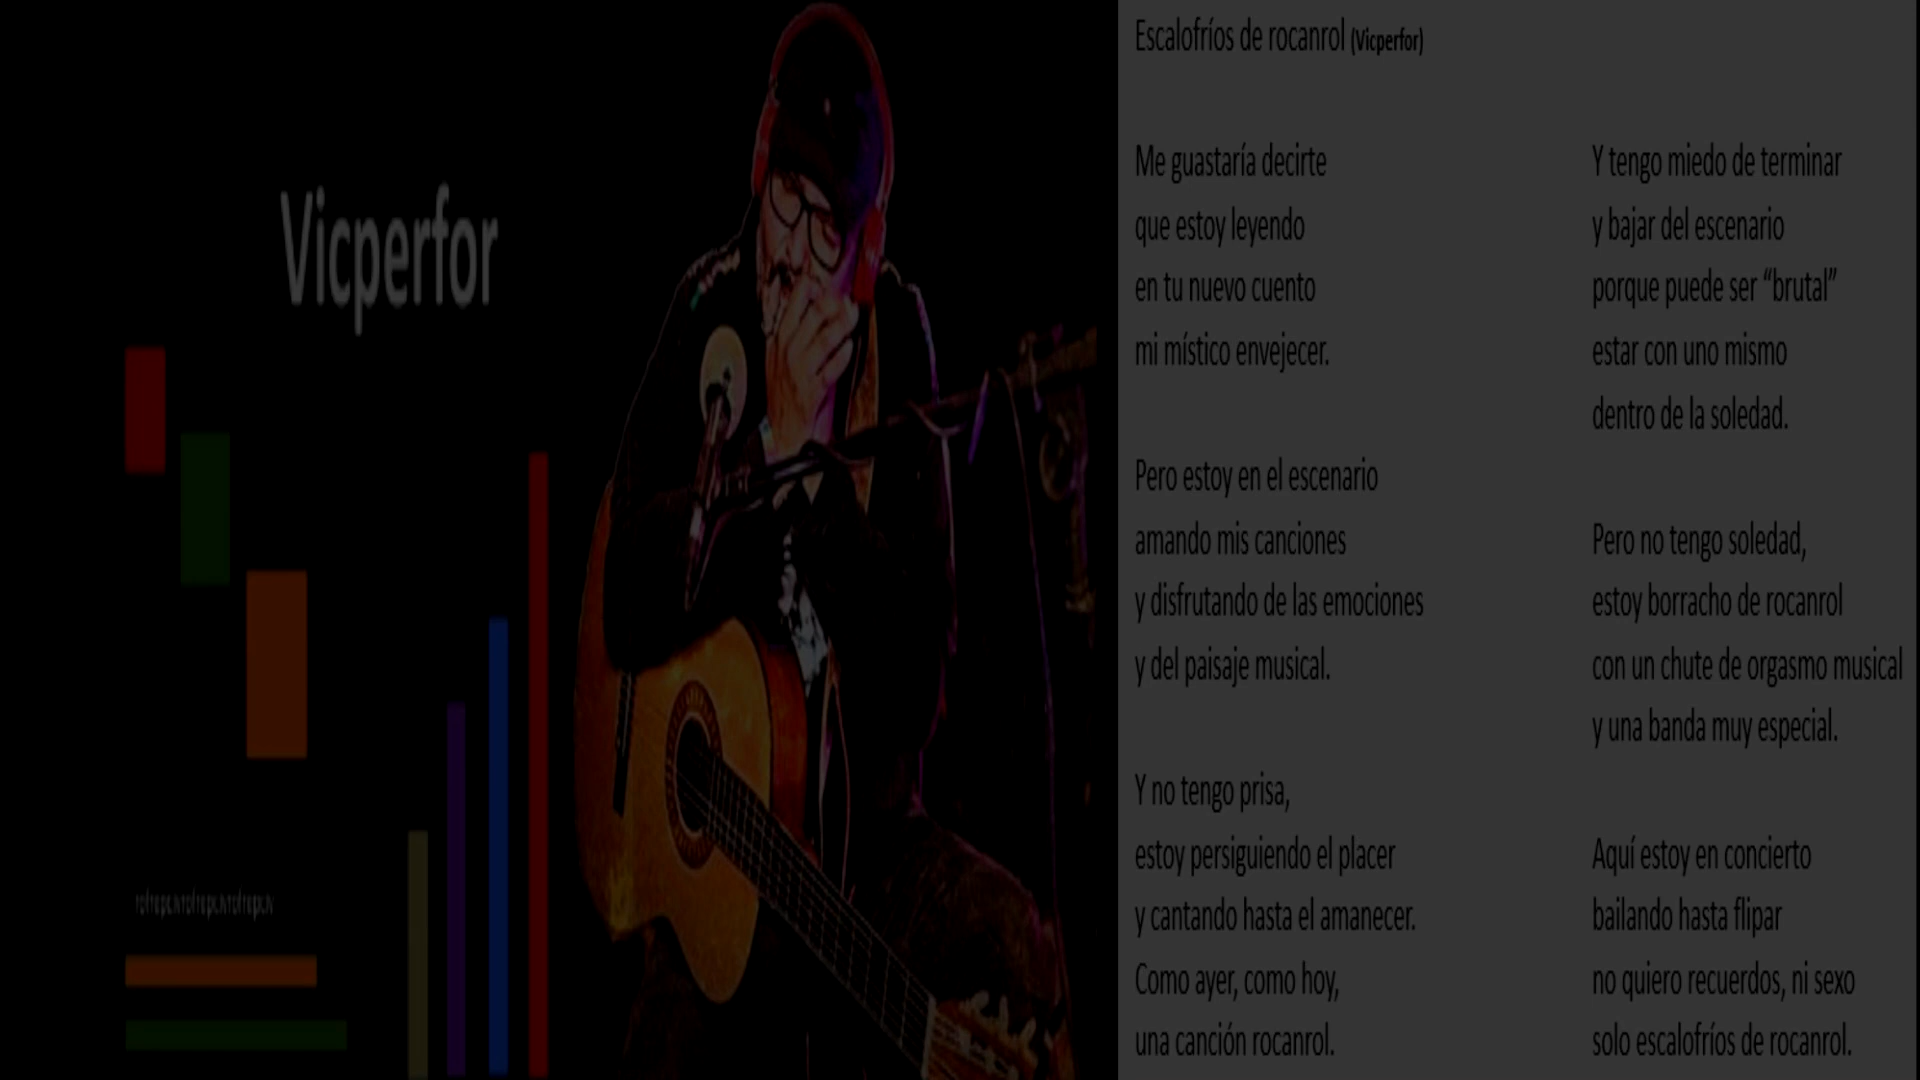 Vicperfor
Escalofríos de rocanrol (Vicperfor)
Me guastaría decirte
que estoy leyendo
en tu nuevo cuento
mi místico envejecer.
Pero estoy en el escenario
amando mis canciones
y disfrutando de las emociones
y del paisaje musical.
Y no tengo prisa,
estoy persiguiendo el placer
y cantando hasta el amanecer.
Como ayer, como hoy,
una canción rocanrol.
Y tengo miedo de terminar
y bajar del escenario
porque puede ser “brutal”
estar con uno mismo
dentro de la soledad.
Pero no tengo soledad,
estoy borracho de rocanrol
con un chute de orgasmo musical
y una banda muy especial.
Aquí estoy en concierto
bailando hasta flipar
no quiero recuerdos, ni sexo
solo escalofríos de rocanrol.